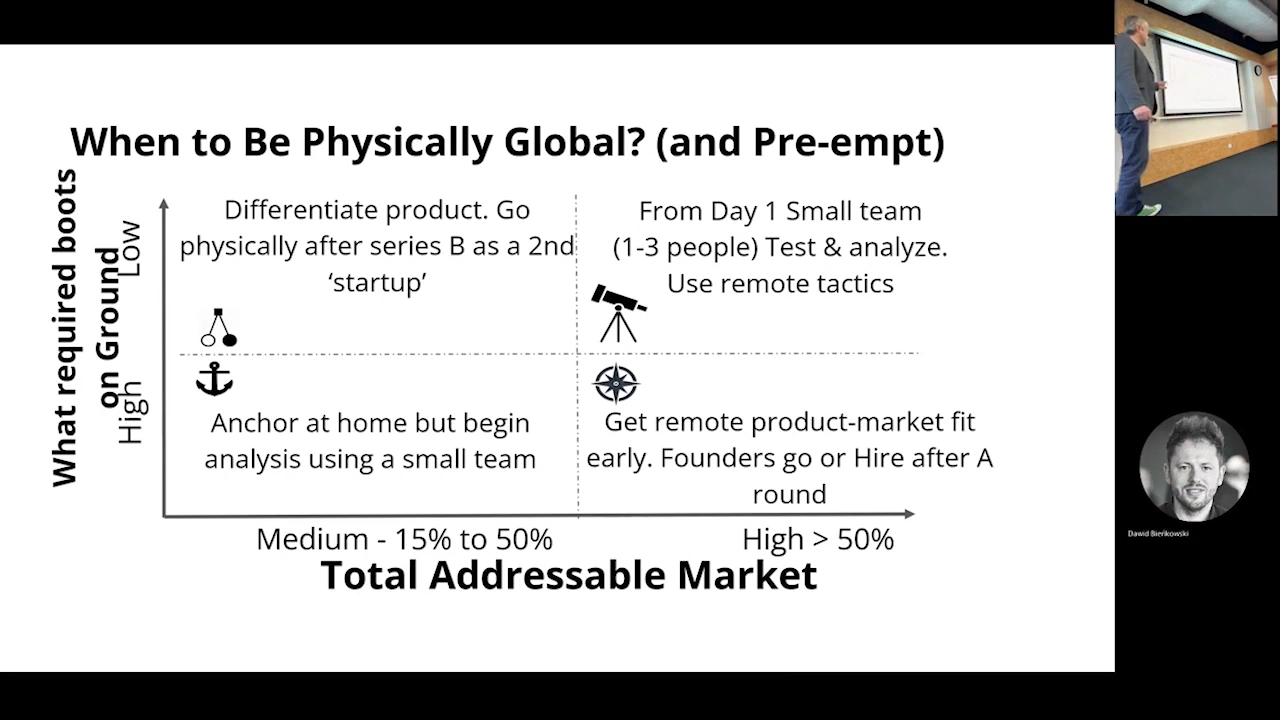 When to Be Physically Global? (and Pre-empt)
What required boots
on Ground
Low
High
Differentiate product. Go
physically after series B as a 2nd
‘startup’
From Day 1 Small team
(1-3 people) Test & analyze.
Use remote tactics
Anchor at home but begin
analysis using a small team
Get remote product-market fit
early. Founders go or Hire after A
round
Medium - 15% to 50%
High > 50%
Total Addressable Market
Dawid Bieńkowski